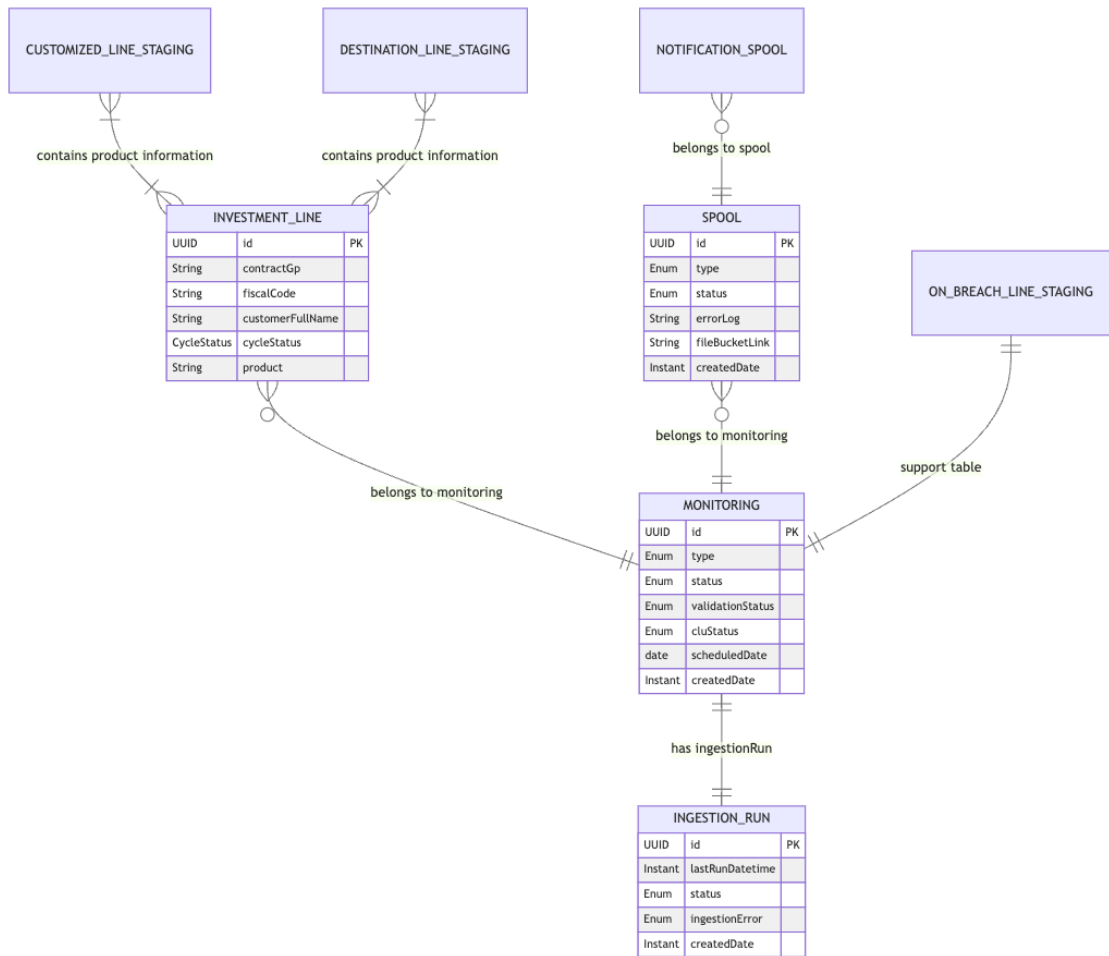 CUSTOMIZED_LINE_STAGING
DESTINATION_LINE_STAGING
NOTIFICATION_SPOOL
contains product information
contains product information
belongs to spool
INVESTMENT_LINE
UUID id PK
String contractGp
String fiscalCode
String customerFullName
CycleStatus cycleStatus
String product
SPOOL
UUID id PK
Enum type
Enum status
String errorLog
String fileBucketLink
Instant createdDate
ON_BREACH_LINE_STAGING
belongs to monitoring
support table
belongs to monitoring
MONITORING
UUID id PK
Enum type
Enum status
Enum validationStatus
Enum cluStatus
date scheduledDate
Instant createdDate
has ingestionRun
INGESTION_RUN
UUID id PK
Instant lastRunDatetime
Enum status
Enum ingestionError
Instant createdDate